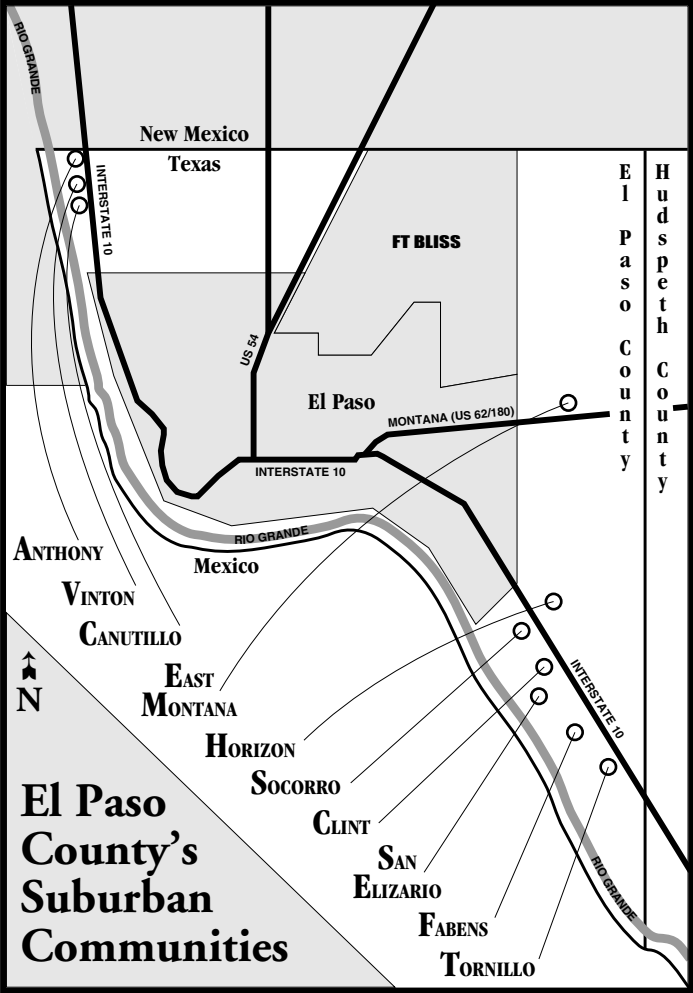 RIO GRANDE
New Mexico
Texas
INTERSTATE 10
FT BLISS
El Paso County
Hudspeth County
US 54
El Paso
MONTANA (US 62/180)
INTERSTATE 10
RIO GRANDE
Mexico
ANTHONY
VINTON
CANUTILLO
EAST
MONTANA
HORIZON
SOCORRO
CLINT
SAN
ELIZARIO
FABENS
TORNILLO
INTERSTATE 10
RIO GRANDE
N
El Paso
County’s
Suburban
Communities